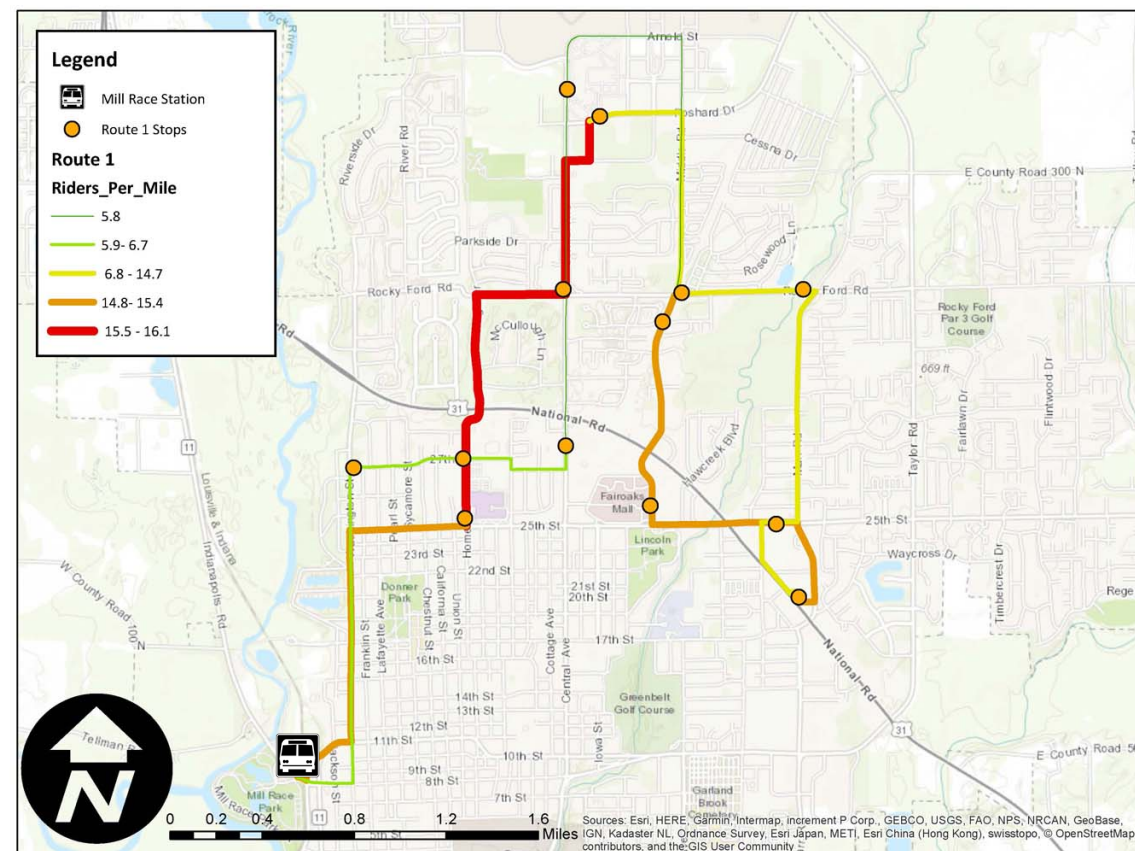 Legend
Mill Race Station
Route 1 Stops
Route 1
Riders_Per_Mile
5.8
5.9- 6.7
6.8 - 14.7
14.8- 15.4
15.5 - 16.1
Arnold St
Roshard Dr
Cessna Dr
Riverside Dr
River Rd
E County Road 300 N
Parkside Dr
Rosewood Ln
Rocky Ford Rd
Ford Rd
McCullough Ln
Rocky Ford
Par 3 Golf
Course
669 ft
31
National-Rd
Fairlawn Dr
Flintwood Dr
Taylor Rd
Hawcreek Blvd
11
Louisville & Indiana
Indianapolis - Rd
27th
Pearl St
Sycamore St
Fairoaks
Mall
25th St
25th St
Lincoln
Park
23rd St
22nd St
Waycross Dr
Timbercrest Dr
W County Road 100 N
Donner
Park
21st St
20th St
California St
Chestnut St
Union St
Franklin St
Lafayette Ave
17th St
16th St
Cottage Ave
Central Ave
National-Rd
14th St
13th St
Greenbelt
Golf Course
12th St
11th St
Iowa St
31
10th St
9th St
8th St
7th St
5th St
Mill Race
Park
11
Garland
Brook
Cemetery
N
0 0.2 0.4 0.8 1.2 1.6
Miles
Sources: Esri, HERE, Garmin, Intermap, increment P Corp., GEBCO, USGS, FAO, NPS, NRCAN, GeoBase,
IGN, Kadaster NL, Ordnance Survey, Esri Japan, METI, Esri China (Hong Kong), swisstopo, © OpenStreetMap
contributors, and the GIS User Community